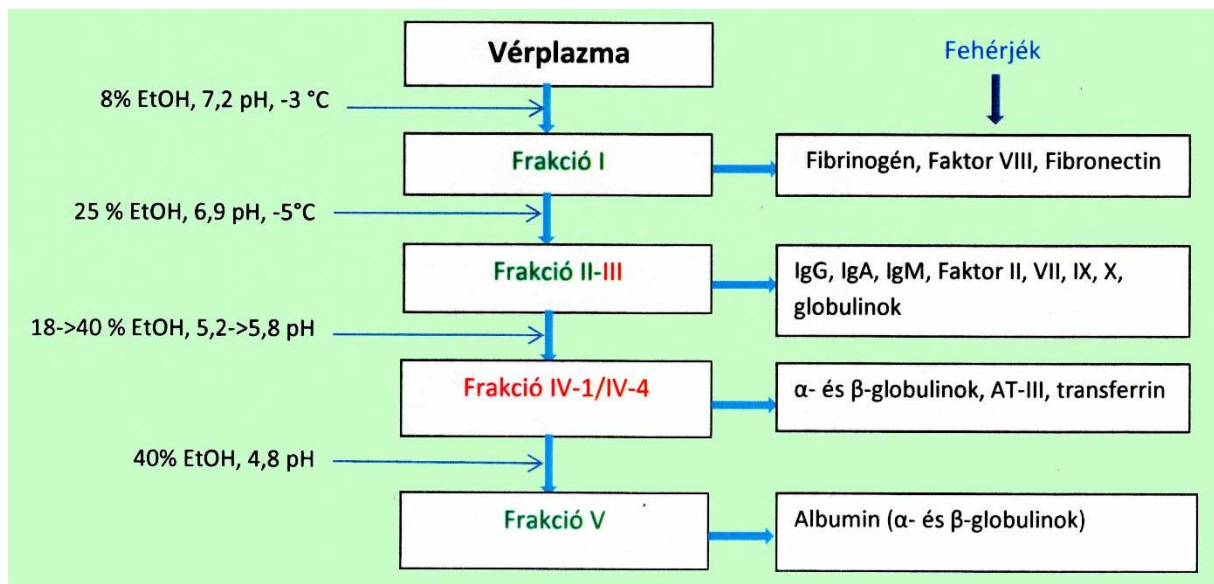 Vérplazma
Fehérjék
8% EtOH, 7,2 pH, -3 °C
Frakció I
Fibrinogén, Faktor VIII, Fibronectin
25 % EtOH, 6,9 pH, -5°C
Frakció II-III
IgG, IgA, IgM, Faktor II, VII, IX, X,
globulinok
18->40 % EtOH, 5,2->5,8 pH
Frakció IV-1/IV-4
α- és β-globulinok, AT-III, transferrin
40% EtOH, 4,8 pH
Frakció V
Albumin (α- és β-globulinok)